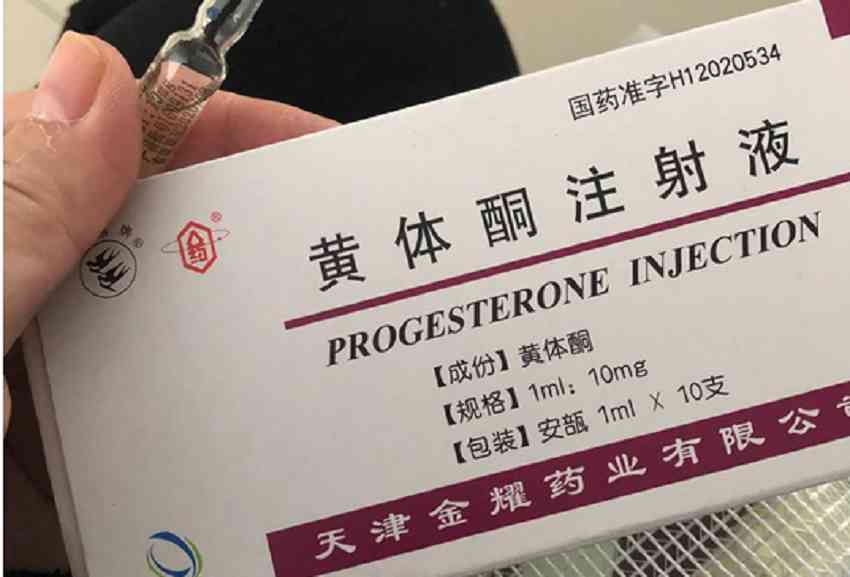 国药准字H12020534
黄体酮注射液
PROGESTERONE INJECTION
【成份】黄体酮
【规格】1ml：10mg
【包装】安瓿 1ml X 10支
天津金耀药业有限公司
药
®
®